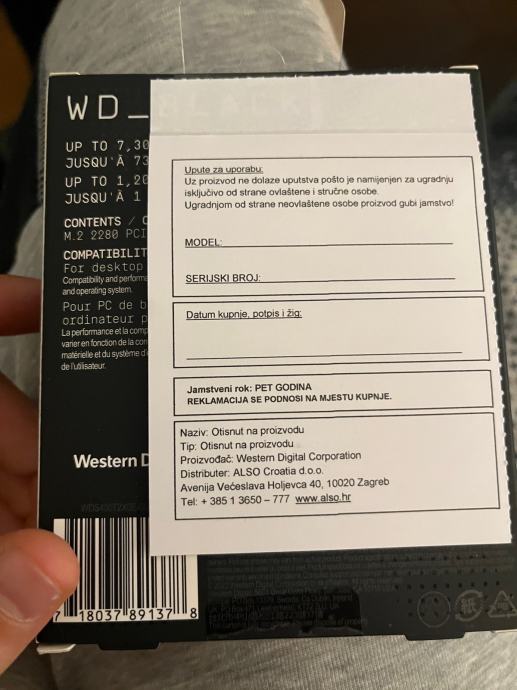 WD_BLACK
UP TO 7,30
JUSQU'À 73
UP TO 1,20
JUSQU'À 1
CONTENTS / C
M.2 2280 PCI
COMPATIBILIT
For desktop
Compatibility and performa
and operating system.
Pour PC de b
ordinateur p
La performance et la comp
varier en fonction de la con
matérielle et du système d'
de l'utilisateur.
Western D
7 18037 89137 8
Upute za uporabu:
Uz proizvod ne dolaze uputstva pošto je namijenjen za ugradnju
isključivo od strane ovlaštene i stručne osobe.
Ugradnjom od strane neovlaštene osobe proizvod gubi jamstvo!
MODEL:
SERIJSKI BROJ:
Datum kupnje, potpis i žig:
Jamstveni rok: PET GODINA
REKLAMACIJA SE PODNOSI NA MJESTU KUPNJE.
Naziv: Otisnut na proizvodu
Tip: Otisnut na proizvodu
Proizvođač: Western Digital Corporation
Distributer: ALSO Croatia d.o.o.
Avenija Većeslava Holjevca 40, 10020 Zagreb
Tel: + 385 1 3650 – 777 www.also.hr